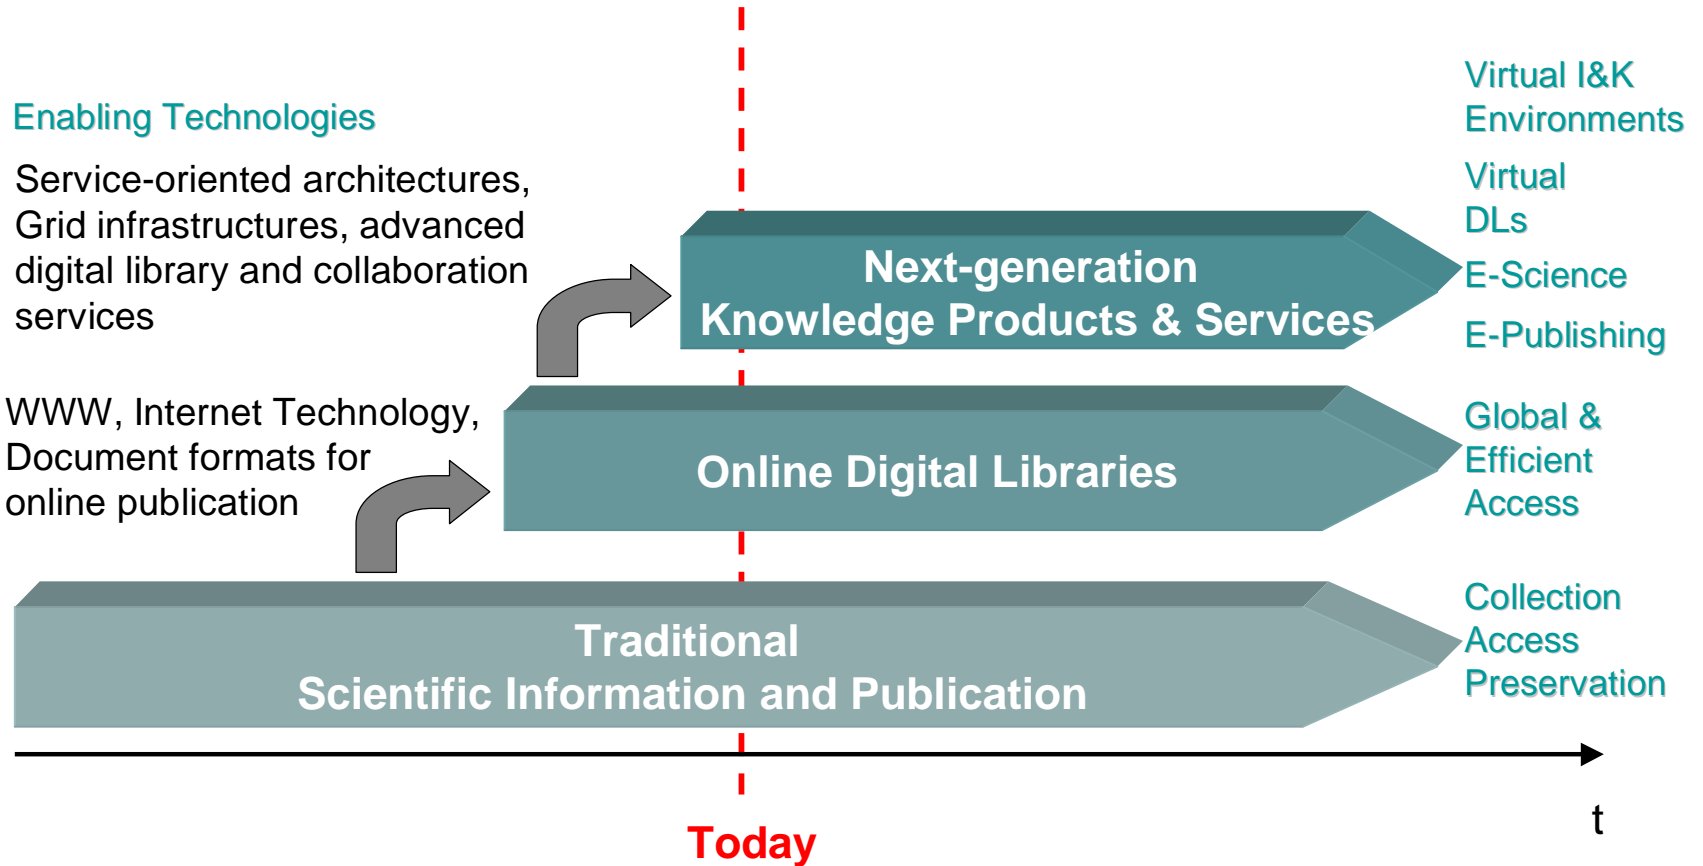 Enabling Technologies
Service-oriented architectures,
Grid infrastructures, advanced
digital library and collaboration
services
WWW, Internet Technology,
Document formats for
online publication
Next-generation
Knowledge Products & Services
Online Digital Libraries
Traditional
Scientific Information and Publication
Virtual I&K
Environments
Virtual
DLs
E-Science
E-Publishing
Global &
Efficient
Access
Collection
Access
Preservation
t
Today